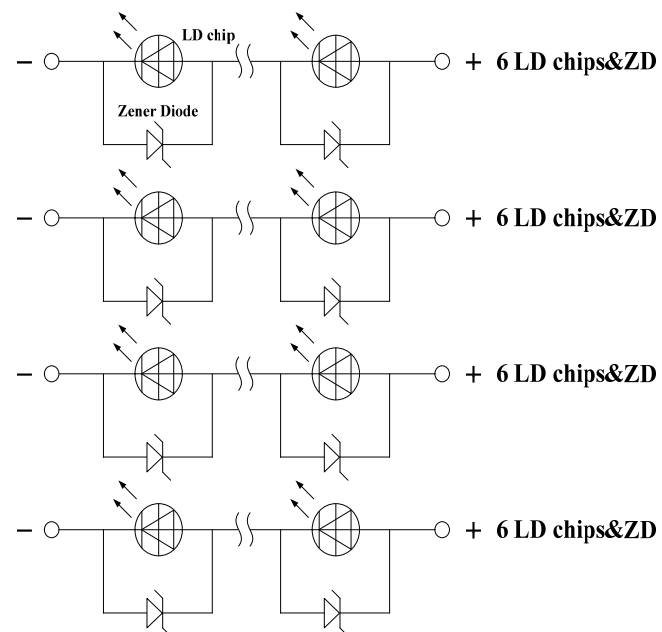 LD chip
− + 6 LD chips&ZD
Zener Diode
− + 6 LD chips&ZD
− + 6 LD chips&ZD
− + 6 LD chips&ZD